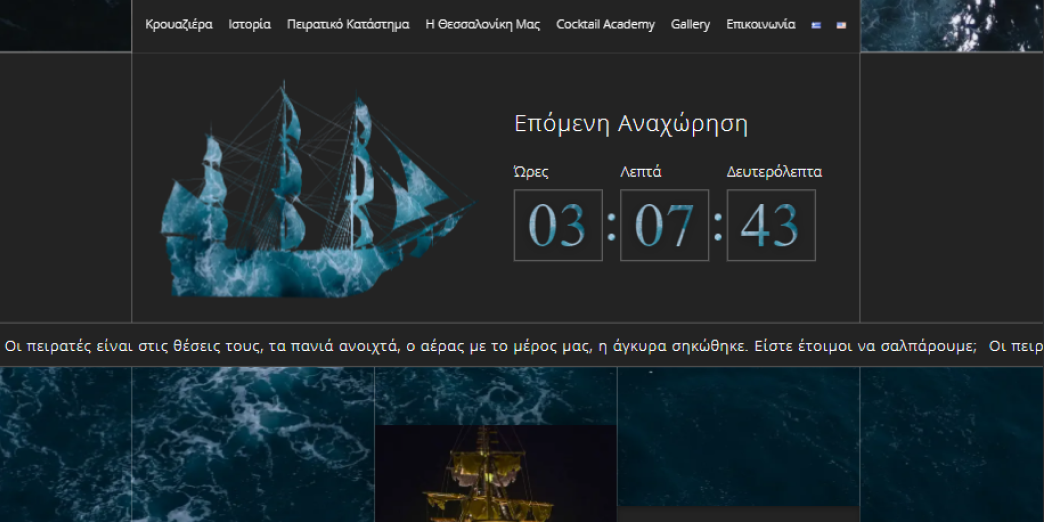 Κρουαζιέρα Ιστορία Πειρατικό Κατάστημα Η Θεσσαλονίκη Μας Cocktail Academy Gallery Επικοινωνία
Επόμενη Αναχώρηση
Ώρες Λεπτά Δευτερόλεπτα
03 : 07 : 43
Οι πειρατές είναι στις θέσεις τους, τα πανιά ανοιχτά, ο αέρας με το μέρος μας, η άγκυρα σηκώθηκε. Είστε έτοιμοι να σαλπάρουμε; Οι πειρ